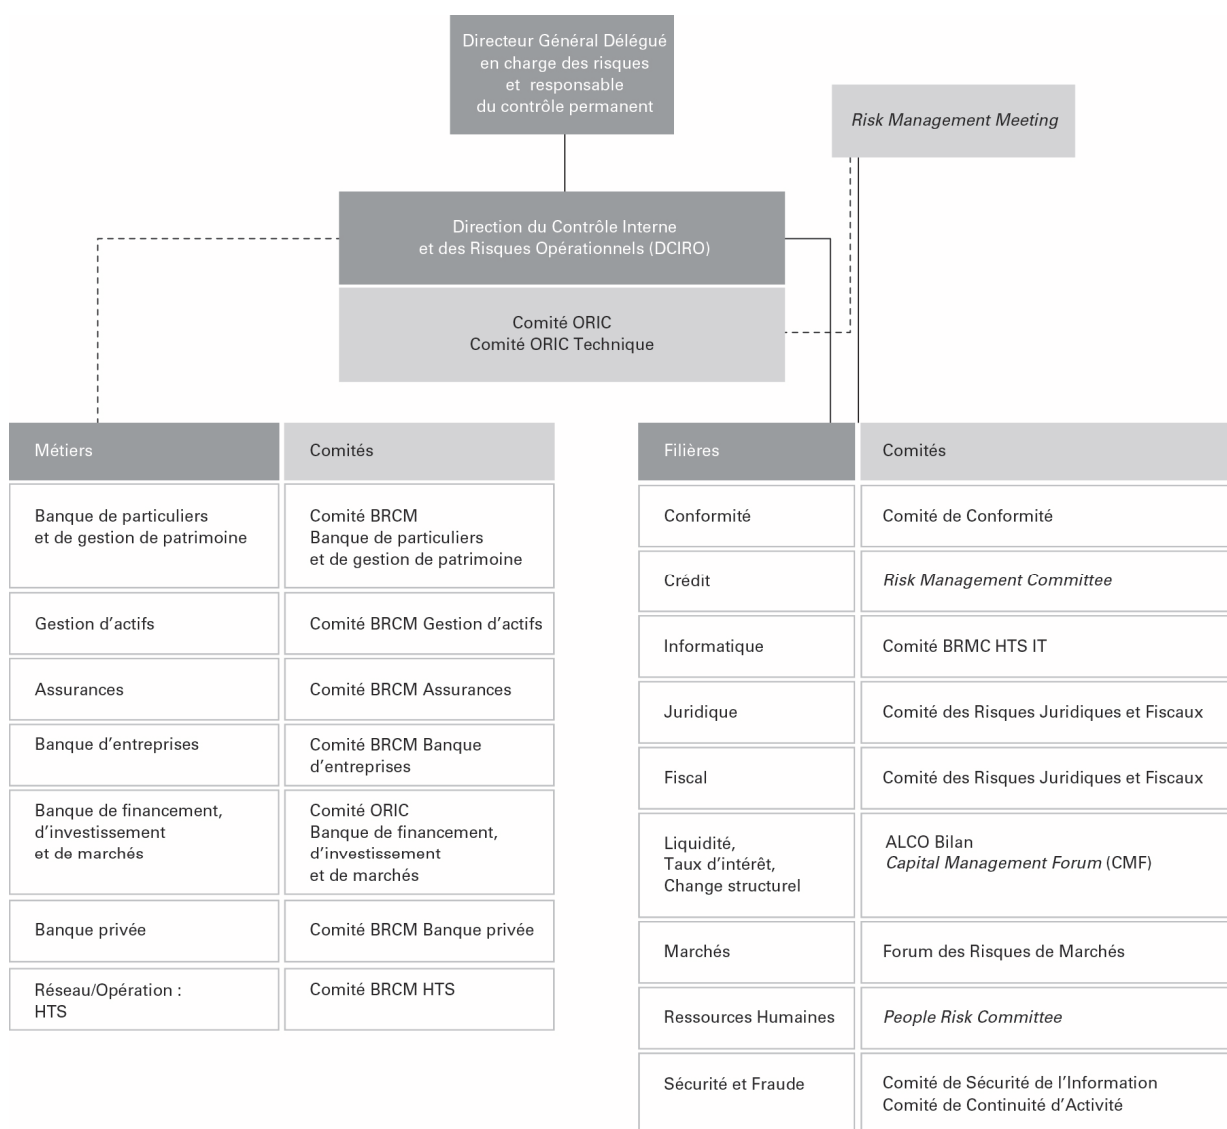 Directeur Général Délégué
en charge des risques
et responsable
du contrôle permanent
Risk Management Meeting
Direction du Contrôle Interne
et des Risques Opérationnels (DCIRO)
Comité ORIC
Comité ORIC Technique
Métiers
Comités
Banque de particuliers
et de gestion de patrimoine
Comité BRCM
Banque de particuliers
et de gestion de patrimoine
Gestion d'actifs
Comité BRCM Gestion d'actifs
Assurances
Comité BRCM Assurances
Banque d'entreprises
Comité BRCM Banque
d'entreprises
Banque de financement,
d'investissement
et de marchés
Comité ORIC
Banque de financement,
d'investissement
et de marchés
Banque privée
Comité BRCM Banque privée
Réseau/Opération :
HTS
Comité BRCM HTS
Filières
Comités
Conformité
Comité de Conformité
Crédit
Risk Management Committee
Informatique
Comité BRMC HTS IT
Juridique
Comité des Risques Juridiques et Fiscaux
Fiscal
Comité des Risques Juridiques et Fiscaux
Liquidité,
Taux d'intérêt,
Change structurel
ALCO Bilan
Capital Management Forum (CMF)
Marchés
Forum des Risques de Marchés
Ressources Humaines
People Risk Committee
Sécurité et Fraude
Comité de Sécurité de l'Information
Comité de Continuité d'Activité